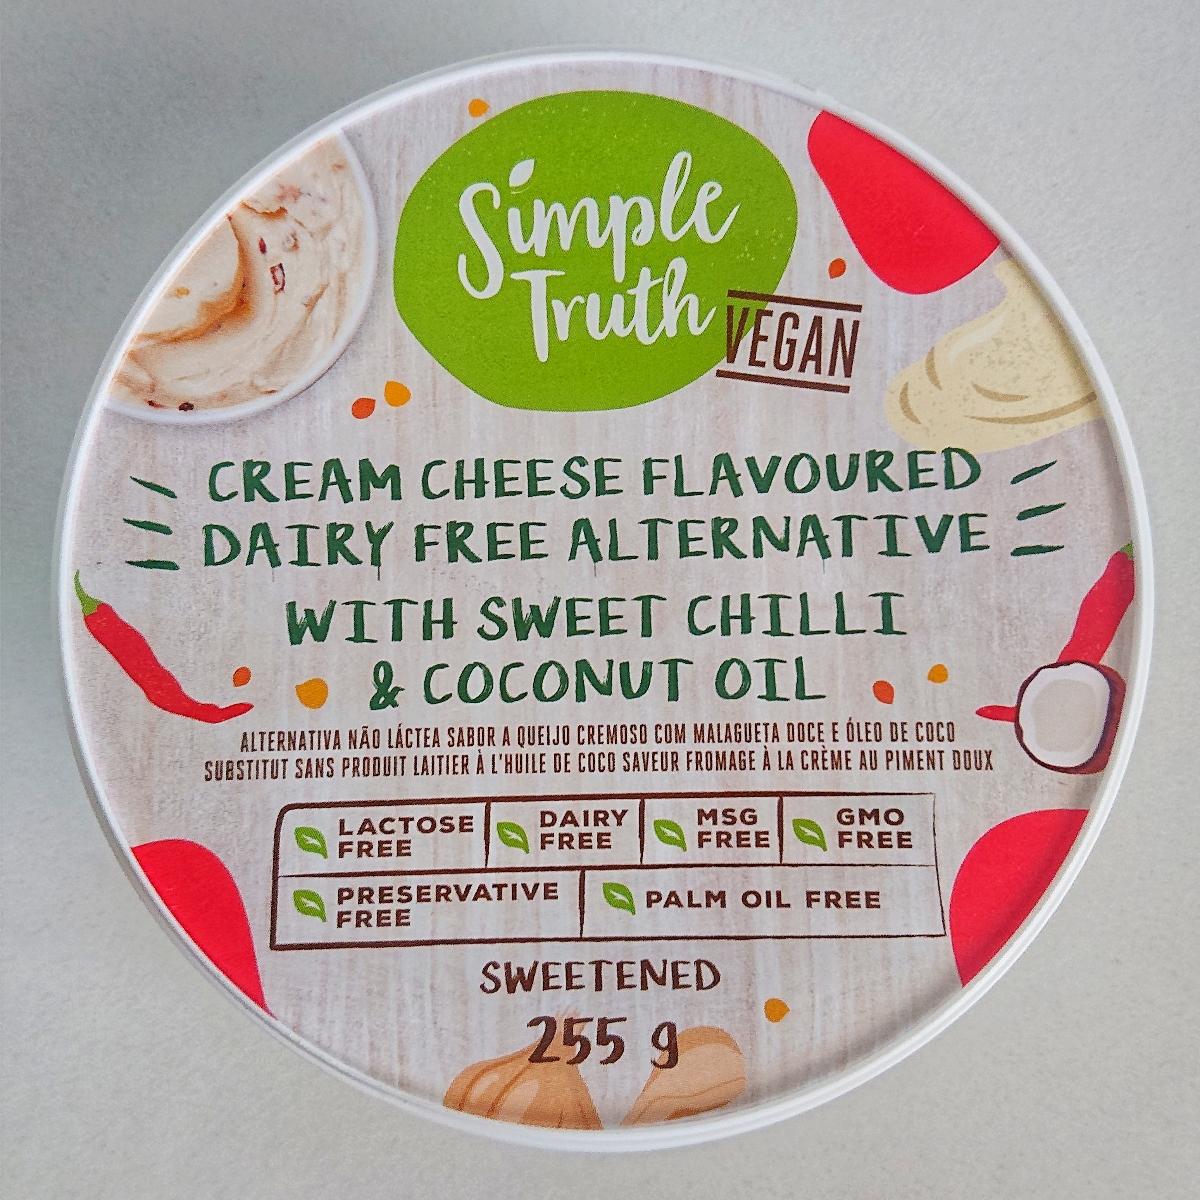 Simple
Truth
VEGAN
CREAM CHEESE FLAVOURED
DAIRY FREE ALTERNATIVE
WITH SWEET CHILLI
& COCONUT OIL
ALTERNATIVA NÃO LÁCTEA SABOR A QUEIJO CREMOSO COM MALAGUETA DOCE E ÓLEO DE COCO
SUBSTITUT SANS PRODUIT LAITIER À L'HUILE DE COCO SAVEUR FROMAGE À LA CRÈME AU PIMENT DOUX
LACTOSE
FREE
DAIRY
FREE
MSG
FREE
GMO
FREE
PRESERVATIVE
FREE
PALM OIL FREE
SWEETENED
255 g